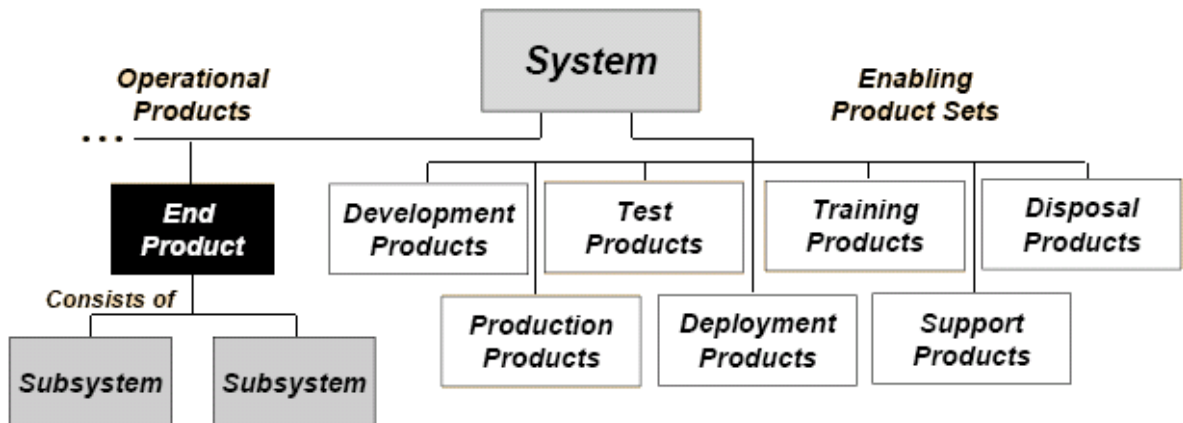 System
Operational
Products
Enabling
Product Sets
...
End
Product
Development
Products
Test
Products
Training
Products
Disposal
Products
Consists of
Production
Products
Deployment
Products
Support
Products
Subsystem
Subsystem